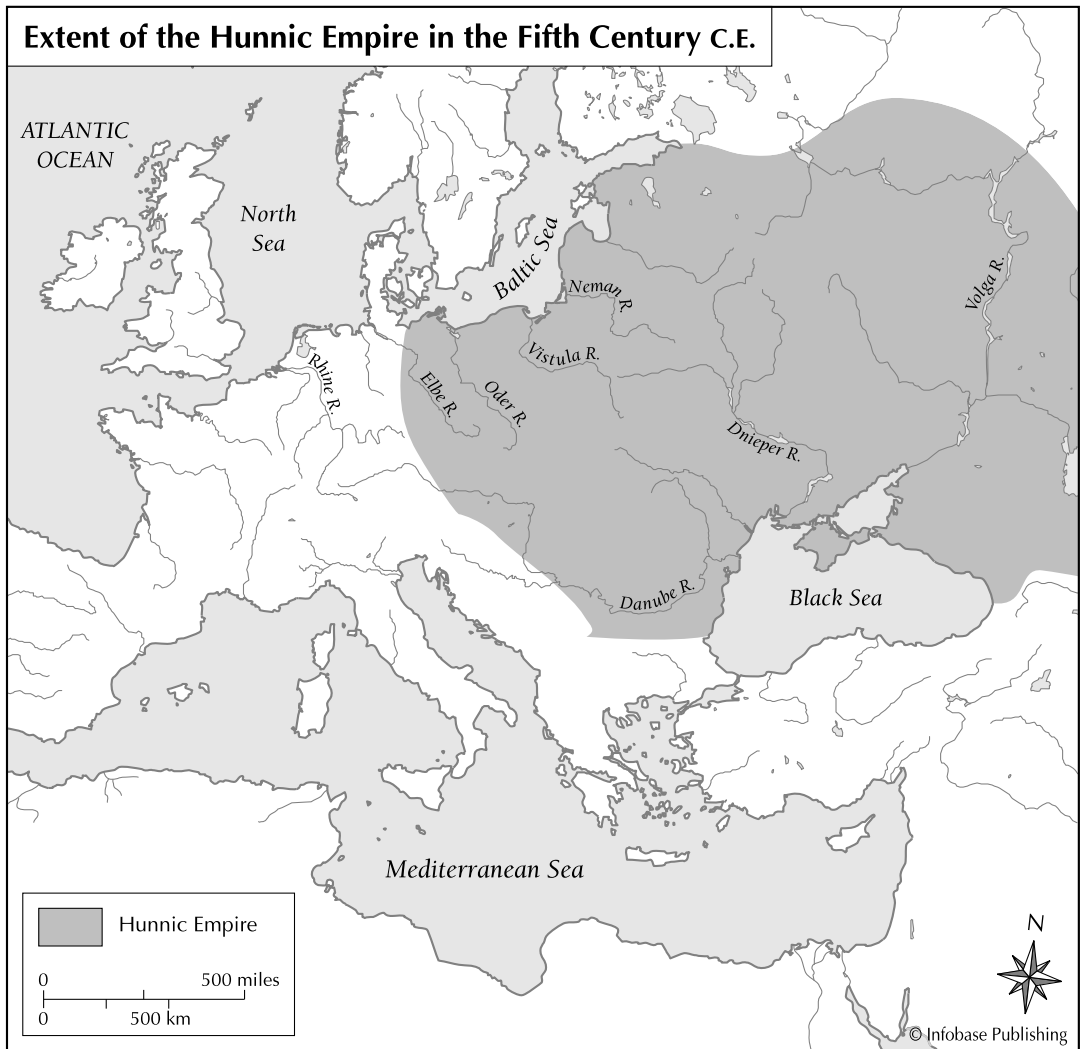 Extent of the Hunnic Empire in the Fifth Century C.E.
ATLANTIC
OCEAN
North
Sea
Baltic Sea
Neman R.
Volga R.
Vistula R.
Rhine R.
Elbe R.
Oder R.
Dnieper R.
Danube R.
Black Sea
Mediterranean Sea
Hunnic Empire
0 500 miles
0 500 km
N
© Infobase Publishing